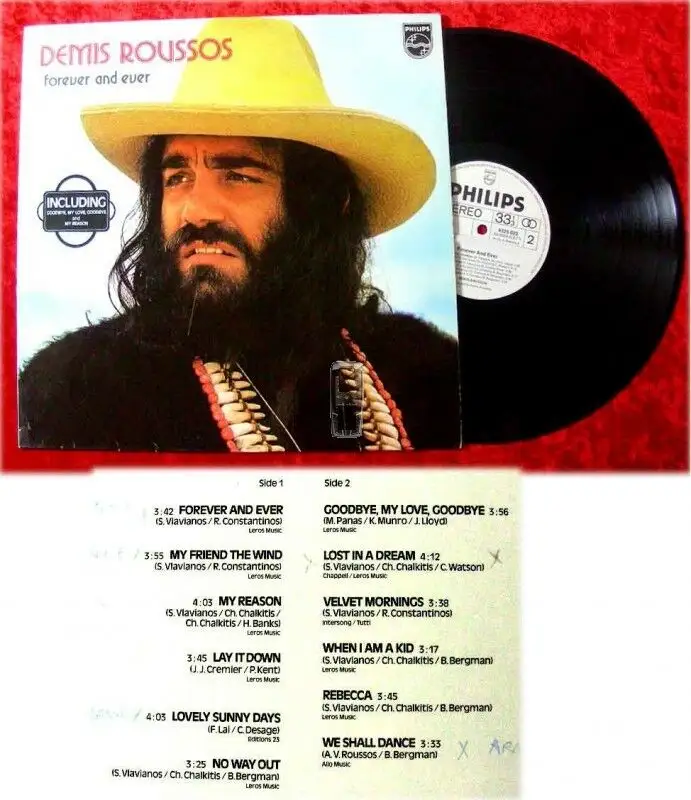 DEMIS ROUSSOS
forever and ever
PHILIPS
INCLUDING
GOODBYE, MY LOVE, GOODBYE
and
MY REASON
PHILIPS
STEREO 33⅓
2
Forever And Ever
Side 1
3:42 FOREVER AND EVER
(S. Vlavianos / R. Constantinos)
Leros Music
3:55 MY FRIEND THE WIND
(S. Vlavianos / R. Constantinos)
Leros Music
4:03 MY REASON
(S. Vlavianos / Ch. Chalkitis /
Ch. Chalkitis / H. Banks)
Leros Music
3:45 LAY IT DOWN
(J. J. Cremier / P. Kent)
Leros Music
4:03 LOVELY SUNNY DAYS
(F. Lai / C. Desage)
Editions 23
3:25 NO WAY OUT
(S. Vlavianos / Ch. Chalkitis / B. Bergman)
Leros Music
Side 2
GOODBYE, MY LOVE, GOODBYE 3:56
(M. Panas / K. Munro / J. Lloyd)
Leros Music
LOST IN A DREAM 4:12
(S. Vlavianos / Ch. Chalkitis / C. Watson)
Chappell / Leros Music
VELVET MORNINGS 3:38
(S. Vlavianos / R. Constantinos)
Intersong / Tutti
WHEN I AM A KID 3:17
(S. Vlavianos / Ch. Chalkitis / B. Bergman)
Leros Music
REBECCA 3:45
(S. Vlavianos / Ch. Chalkitis / B. Bergman)
Leros Music
WE SHALL DANCE 3:33
(A. V. Roussos / B. Bergman)
Allo Music